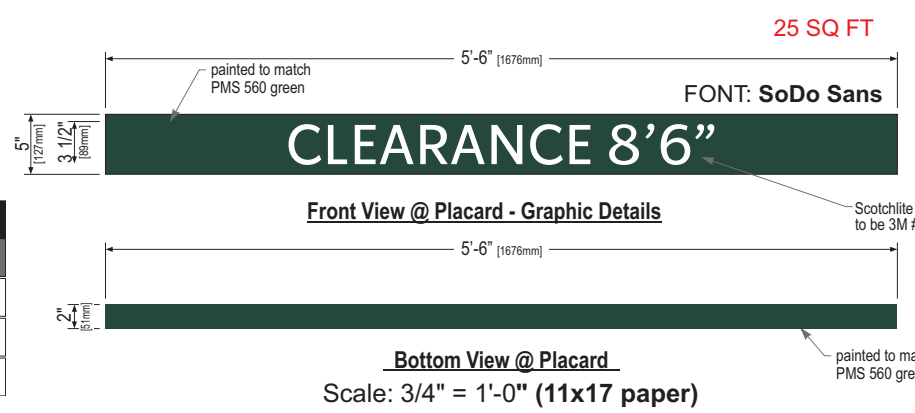 25 SQ FT
5'-6" [1676mm]
painted to match
PMS 560 green
FONT: SoDo Sans
5"
[127mm]
3 1/2"
[89mm]
CLEARANCE 8’6”
Front View @ Placard - Graphic Details
Scotchlite
to be 3M #
5'-6" [1676mm]
2"
[51mm]
Bottom View @ Placard
painted to ma
PMS 560 gre
Scale: 3/4" = 1'-0" (11x17 paper)